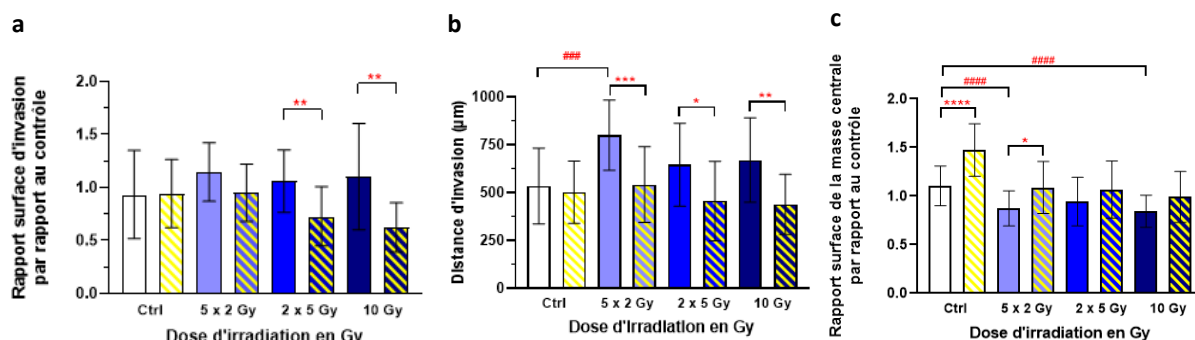 a
Rapport surface d'invasion
par rapport au contrôle
2.0
1.5
1.0
0.5
0.0
**
**
Ctrl
5 x 2 Gy
2 x 5 Gy
10 Gy
Dose d'irradiation en Gy
b
Distance d'invasion (µm)
1000
750
500
250
0
###
***
*
**
Ctrl
5 x 2 Gy
2 x 5 Gy
10 Gy
Dose d'Irradiation en Gy
c
Rapport surface de la masse centrale
par rapport au contrôle
2.0
1.5
1.0
0.5
0.0
####
####
****
*
Ctrl
5 x 2 Gy
2 x 5 Gy
10 Gy
Dose d'irradiation en Gy